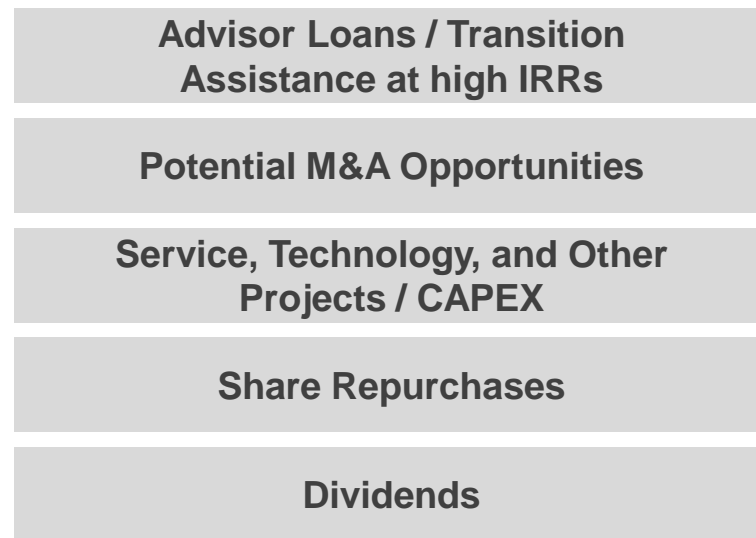 Advisor Loans / Transition
Assistance at high IRRs
Potential M&A Opportunities
Service, Technology, and Other
Projects / CAPEX
Share Repurchases
Dividends